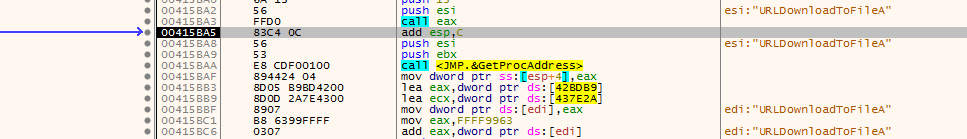 00415BA2 56 push esi esi:"URLDownloadToFileA"
00415BA3 FFD0 call eax
00415BA5 83C4 0C add esp,C
00415BA8 56 push esi esi:"URLDownloadToFileA"
00415BA9 53 push ebx
00415BAA E8 CDF00100 call <JMP.&GetProcAddress>
00415BAF 894424 04 mov dword ptr ss:[esp+4],eax
00415BB3 8D05 B9BD4200 lea eax,dword ptr ds:[42BDB9]
00415BB9 8D0D 2A7E4300 lea ecx,dword ptr ds:[437E2A]
00415BBF 8907 mov dword ptr ds:[edi],eax edi:"URLDownloadToFileA"
00415BC1 B8 6399FFFF mov eax,FFFF9963
00415BC6 0307 add eax,dword ptr ds:[edi] edi:"URLDownloadToFileA"